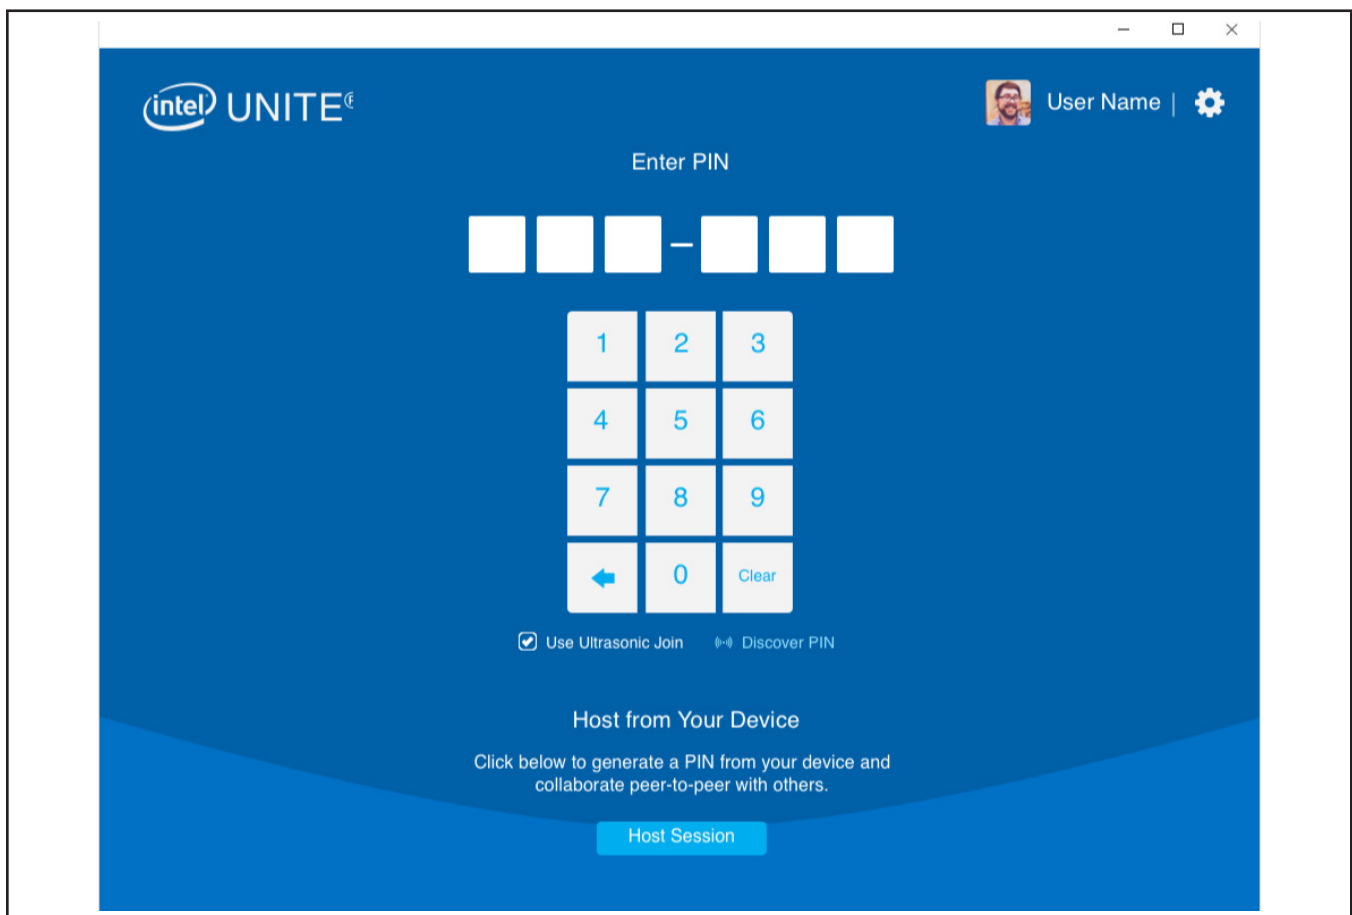 intel UNITE®
User Name |
Enter PIN
–
1 2 3
4 5 6
7 8 9
0 Clear
Use Ultrasonic Join Discover PIN
Host from Your Device
Click below to generate a PIN from your device and
collaborate peer-to-peer with others.
Host Session